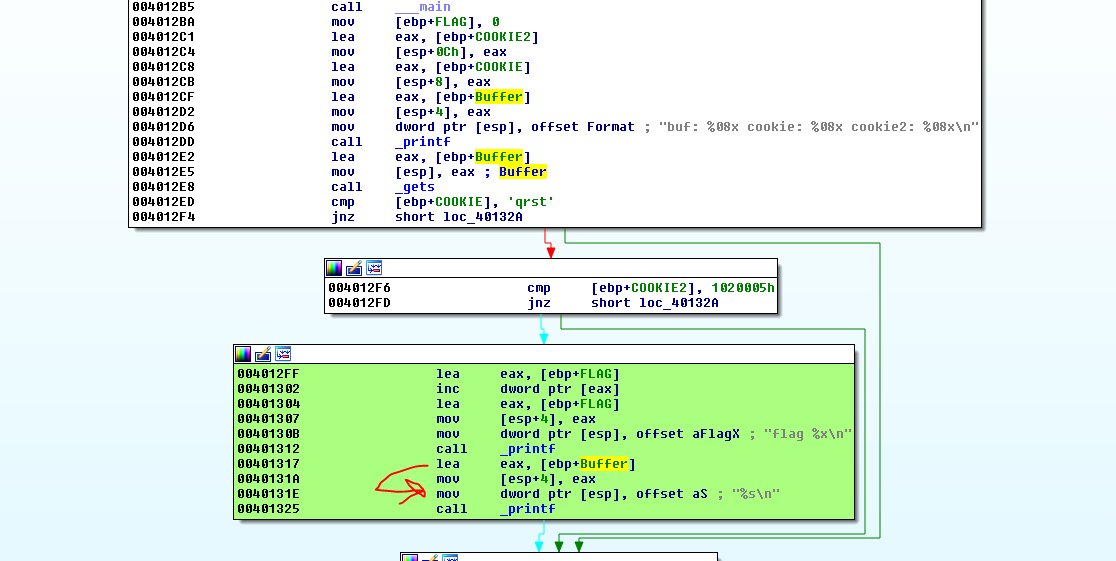 004012B5 call ___main
004012BA mov [ebp+FLAG], 0
004012C1 lea eax, [ebp+COOKIE2]
004012C4 mov [esp+0Ch], eax
004012C8 lea eax, [ebp+COOKIE]
004012CB mov [esp+8], eax
004012CF lea eax, [ebp+Buffer]
004012D2 mov [esp+4], eax
004012D6 mov dword ptr [esp], offset Format ; "buf: %08x cookie: %08x cookie2: %08x\n"
004012DD call _printf
004012E2 lea eax, [ebp+Buffer]
004012E5 mov [esp], eax ; Buffer
004012E8 call _gets
004012ED cmp [ebp+COOKIE], 'qrst'
004012F4 jnz short loc_40132A
004012F6 cmp [ebp+COOKIE2], 1020005h
004012FD jnz short loc_40132A
004012FF lea eax, [ebp+FLAG]
00401302 inc dword ptr [eax]
00401304 lea eax, [ebp+FLAG]
00401307 mov [esp+4], eax
0040130B mov dword ptr [esp], offset aFlagX ; "flag %x\n"
00401312 call _printf
00401317 lea eax, [ebp+Buffer]
0040131A mov [esp+4], eax
0040131E mov dword ptr [esp], offset aS ; "%s\n"
00401325 call _printf